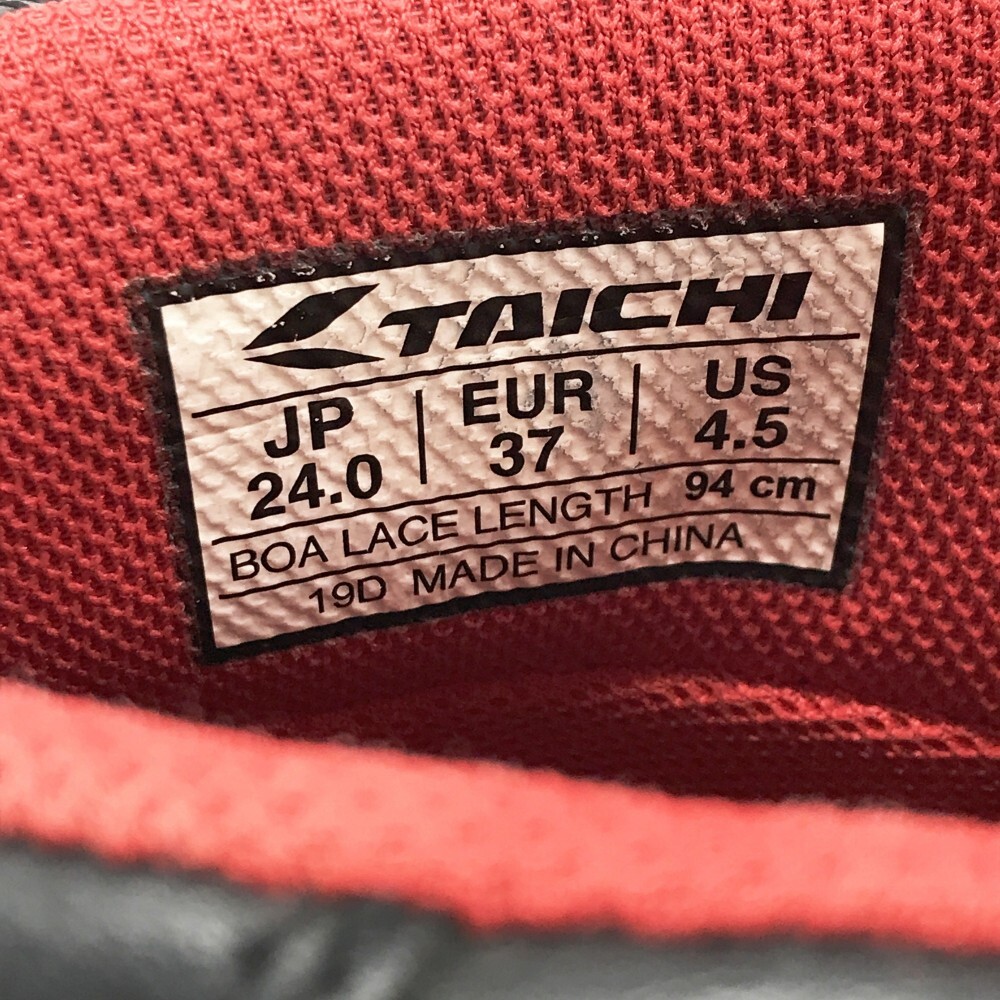 TAICHI
JP EUR US
24.0 37 4.5
BOA LACE LENGTH 94 cm
19D MADE IN CHINA